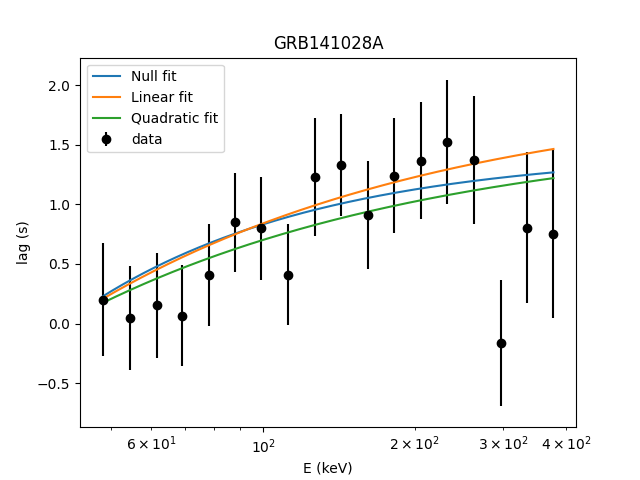 GRB141028A
Null fit
Linear fit
Quadratic fit
data
lag (s)
2.0
1.5
1.0
0.5
0.0
−0.5
6 × 10¹
10²
2 × 10²
3 × 10²
4 × 10²
E (keV)